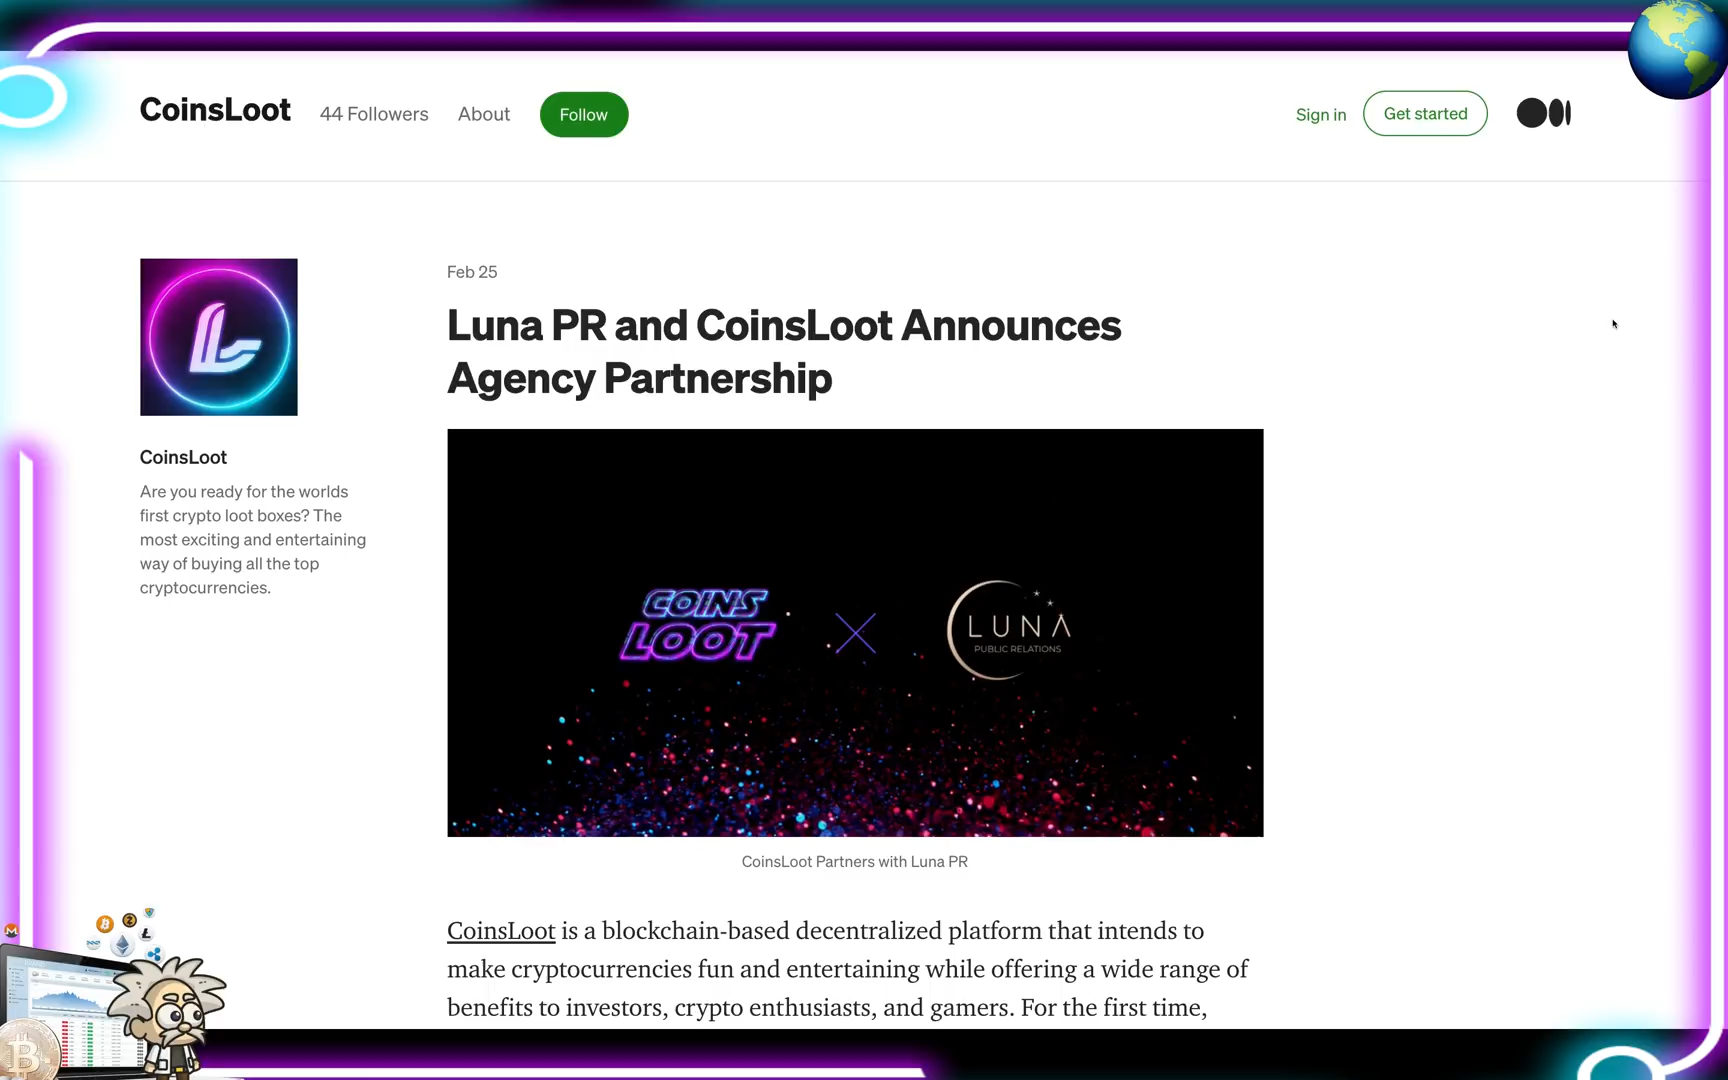 CoinsLoot
44 Followers
About
Follow
Sign in
Get started
Feb 25
Luna PR and CoinsLoot Announces
Agency Partnership
CoinsLoot
Are you ready for the worlds
first crypto loot boxes? The
most exciting and entertaining
way of buying all the top
cryptocurrencies.
COINS
LOOT
LUNA
PUBLIC RELATIONS
CoinsLoot Partners with Luna PR
CoinsLoot is a blockchain-based decentralized platform that intends to
make cryptocurrencies fun and entertaining while offering a wide range of
benefits to investors, crypto enthusiasts, and gamers. For the first time,